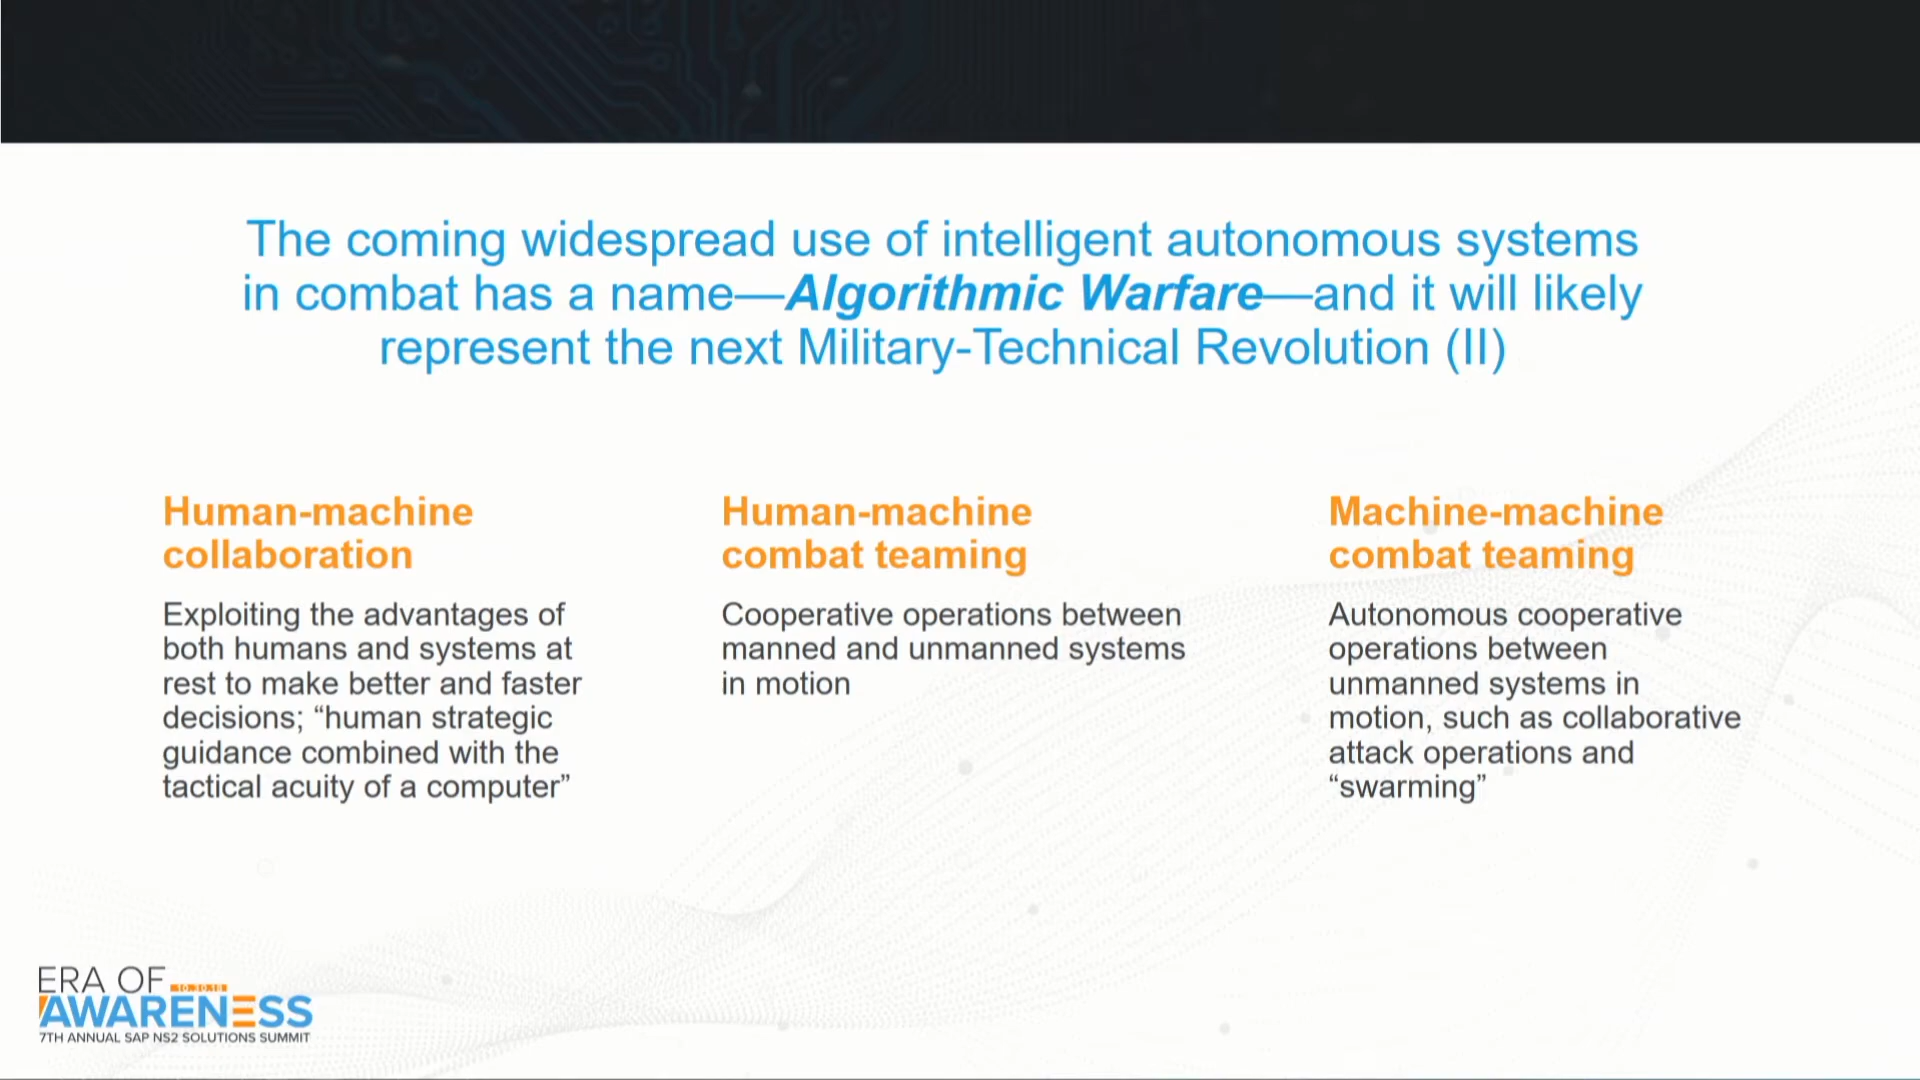 The coming widespread use of intelligent autonomous systems
in combat has a name—Algorithmic Warfare—and it will likely
represent the next Military-Technical Revolution (II)
Human-machine
collaboration
Exploiting the advantages of
both humans and systems at
rest to make better and faster
decisions; “human strategic
guidance combined with the
tactical acuity of a computer”
Human-machine
combat teaming
Cooperative operations between
manned and unmanned systems
in motion
Machine-machine
combat teaming
Autonomous cooperative
operations between
unmanned systems in
motion, such as collaborative
attack operations and
“swarming”
ERA OF
10.30.18
AWARENESS
7TH ANNUAL SAP NS2 SOLUTIONS SUMMIT